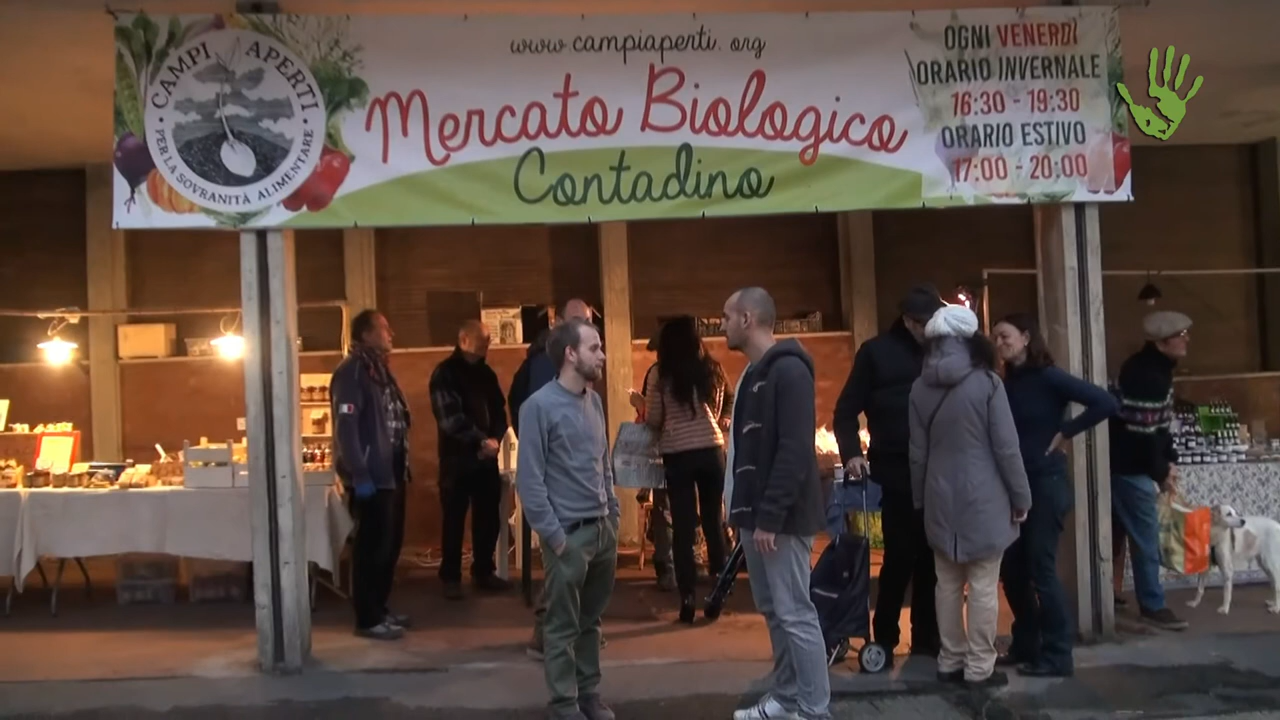 CAMPI APERTI
• PER LA SOVRANITÀ ALIMENTARE •
www.campiaperti.org
Mercato Biologico
Contadino
OGNI VENERDÌ
ORARIO INVERNALE
16:30 - 19:30
ORARIO ESTIVO
17:00 - 20:00